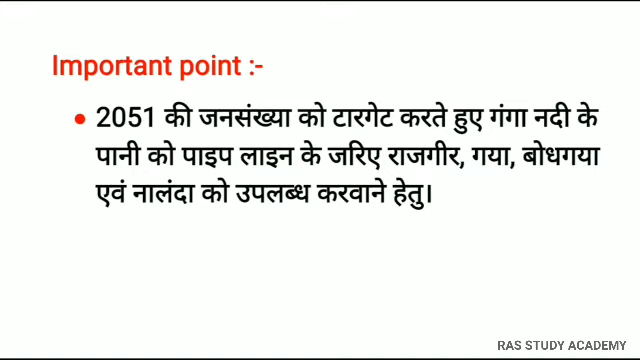 Important point :-
• 2051 की जनसंख्या को टारगेट करते हुए गंगा नदी के
पानी को पाइप लाइन के जरिए राजगीर, गया, बोधगया
एवं नालंदा को उपलब्ध करवाने हेतु।
RAS STUDY ACADEMY